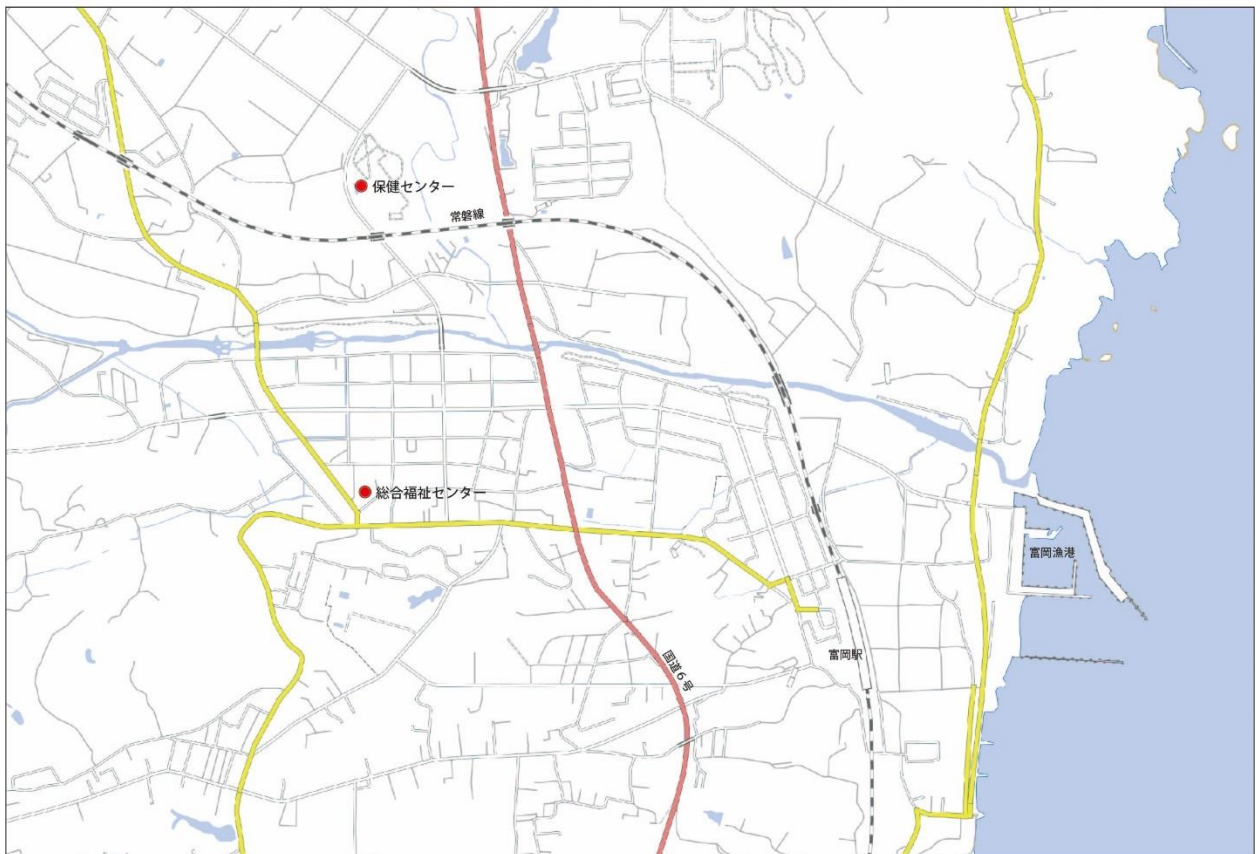 保健センター
常磐線
総合福祉センター
富岡漁港
富岡駅
国道6号